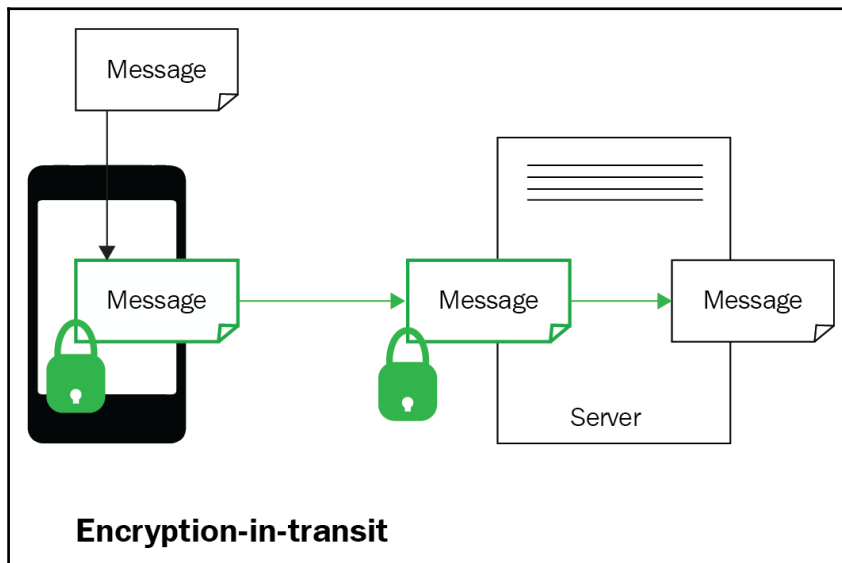 Message
Message
Message
Message
Server
Encryption-in-transit